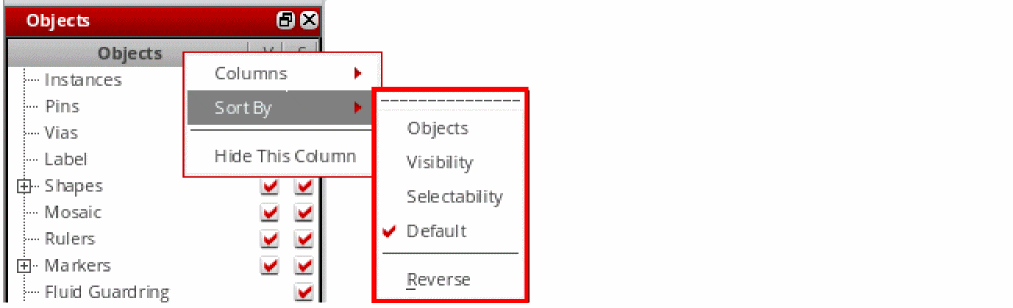 Objects
Objects V S
Instances
Pins
Vias
Label
Shapes
Mosaic
Rulers
Markers
Fluid Guardring
Columns
Sort By
Hide This Column
Objects
Visibility
Selectability
Default
Reverse